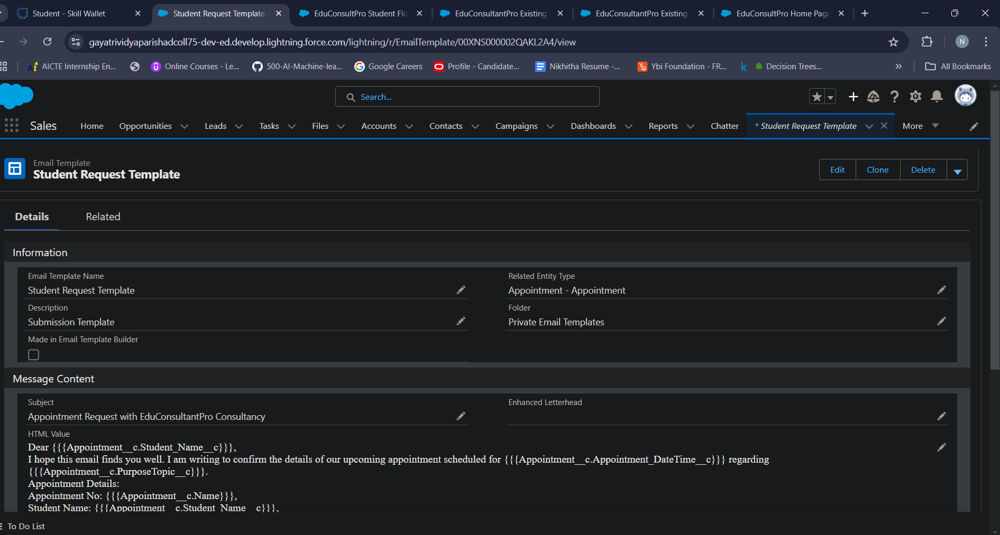 Student - Skill Wallet
Student Request Template
EduConsultPro Student Flo
EduConsultantPro Existing
EduConsultantPro Existing
EduConsultPro Home Page
gayatrividyaparishadcoll75-dev-ed.develop.lightning.force.com/lightning/r/EmailTemplate/00XNS000002QAKL2A4/view
N
AICTE Internship En...
Online Courses - Le...
500-AI-Machine-lea...
Google Careers
Profile - Candidate...
Nikhitha Resume -...
Ybi Foundation - FR...
k
Decision Trees...
All Bookmarks
Search...
Sales
Home
Opportunities
Leads
Tasks
Files
Accounts
Contacts
Campaigns
Dashboards
Reports
Chatter
* Student Request Template
More
Email Template
Student Request Template
Edit
Clone
Delete
Details
Related
Information
Email Template Name
Student Request Template
Related Entity Type
Appointment - Appointment
Description
Submission Template
Folder
Private Email Templates
Made in Email Template Builder
Message Content
Subject
Appointment Request with EduConsultantPro Consultancy
Enhanced Letterhead
HTML Value
Dear {{{Appointment__c.Student_Name__c}}},
I hope this email finds you well. I am writing to confirm the details of our upcoming appointment scheduled for {{{Appointment__c.Appointment_DateTime__c}}} regarding
{{{Appointment__c.PurposeTopic__c}}}.
Appointment Details:
Appointment No: {{{Appointment__c.Name}}},
Student Name: {{{Appointment__c.Student_Name__c}}},
To Do List